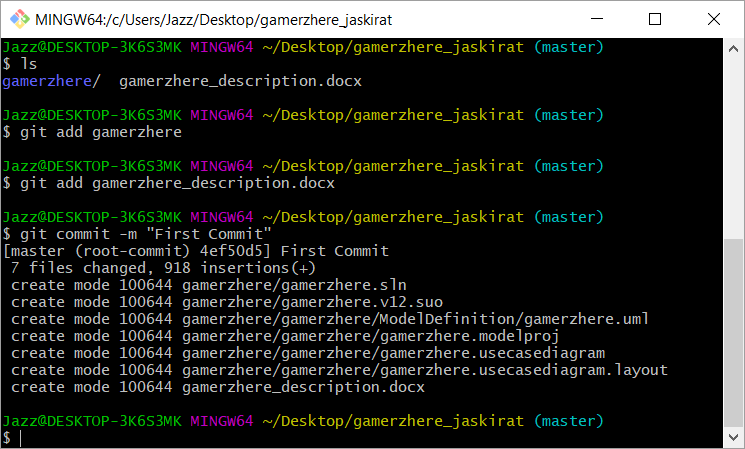 MINGW64:/c/Users/Jazz/Desktop/gamerzhere_jaskirat
Jazz@DESKTOP-3K6S3MK MINGW64 ~/Desktop/gamerzhere_jaskirat (master)
$ ls
gamerzhere/  gamerzhere_description.docx
Jazz@DESKTOP-3K6S3MK MINGW64 ~/Desktop/gamerzhere_jaskirat (master)
$ git add gamerzhere
Jazz@DESKTOP-3K6S3MK MINGW64 ~/Desktop/gamerzhere_jaskirat (master)
$ git add gamerzhere_description.docx
Jazz@DESKTOP-3K6S3MK MINGW64 ~/Desktop/gamerzhere_jaskirat (master)
$ git commit -m "First Commit"
[master (root-commit) 4ef50d5] First Commit
 7 files changed, 918 insertions(+)
 create mode 100644 gamerzhere/gamerzhere.sln
 create mode 100644 gamerzhere/gamerzhere.v12.suo
 create mode 100644 gamerzhere/gamerzhere/ModelDefinition/gamerzhere.uml
 create mode 100644 gamerzhere/gamerzhere/gamerzhere.modelproj
 create mode 100644 gamerzhere/gamerzhere/gamerzhere.usecasediagram
 create mode 100644 gamerzhere/gamerzhere/gamerzhere.usecasediagram.layout
 create mode 100644 gamerzhere_description.docx
Jazz@DESKTOP-3K6S3MK MINGW64 ~/Desktop/gamerzhere_jaskirat (master)
$